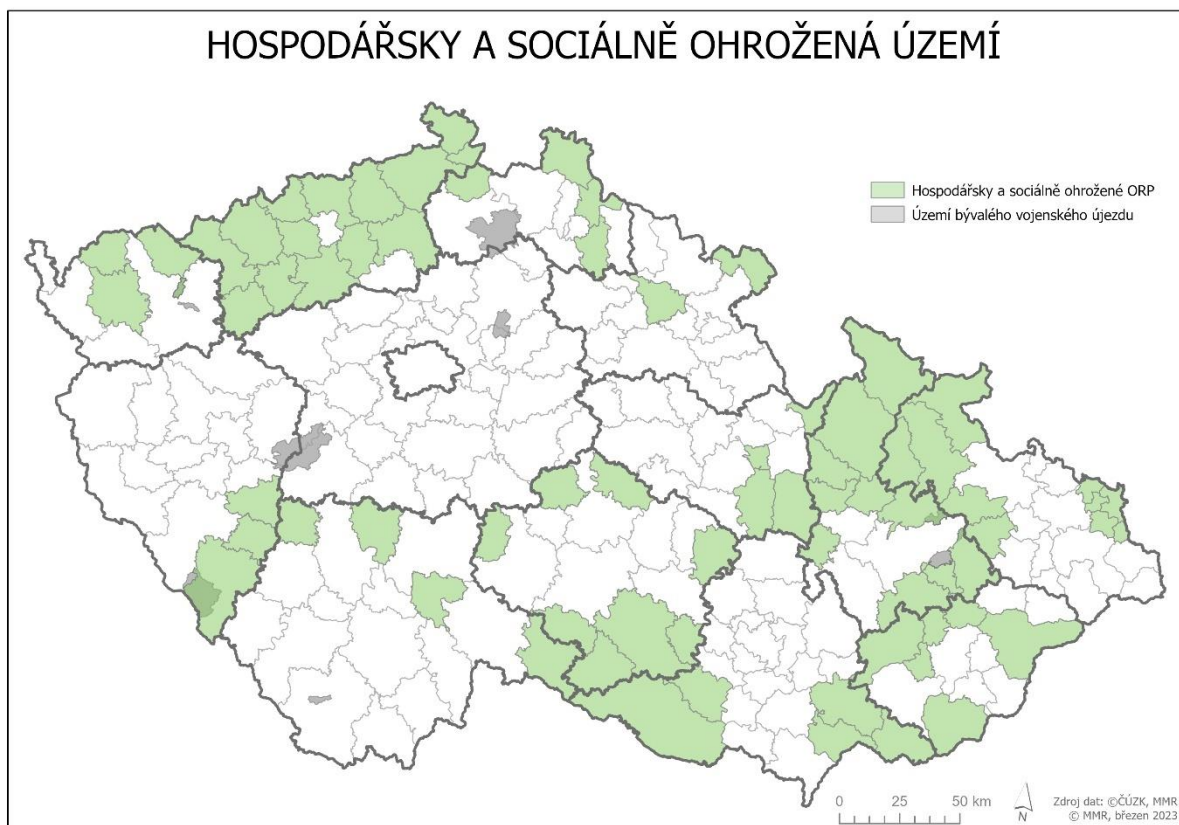 HOSPODÁŘSKY A SOCIÁLNĚ OHROŽENÁ ÚZEMÍ
Hospodářsky a sociálně ohrožené ORP
Území bývalého vojenského újezdu
0 25 50 km
N
Zdroj dat: ©ČÚZK, MMR
© MMR, březen 2023